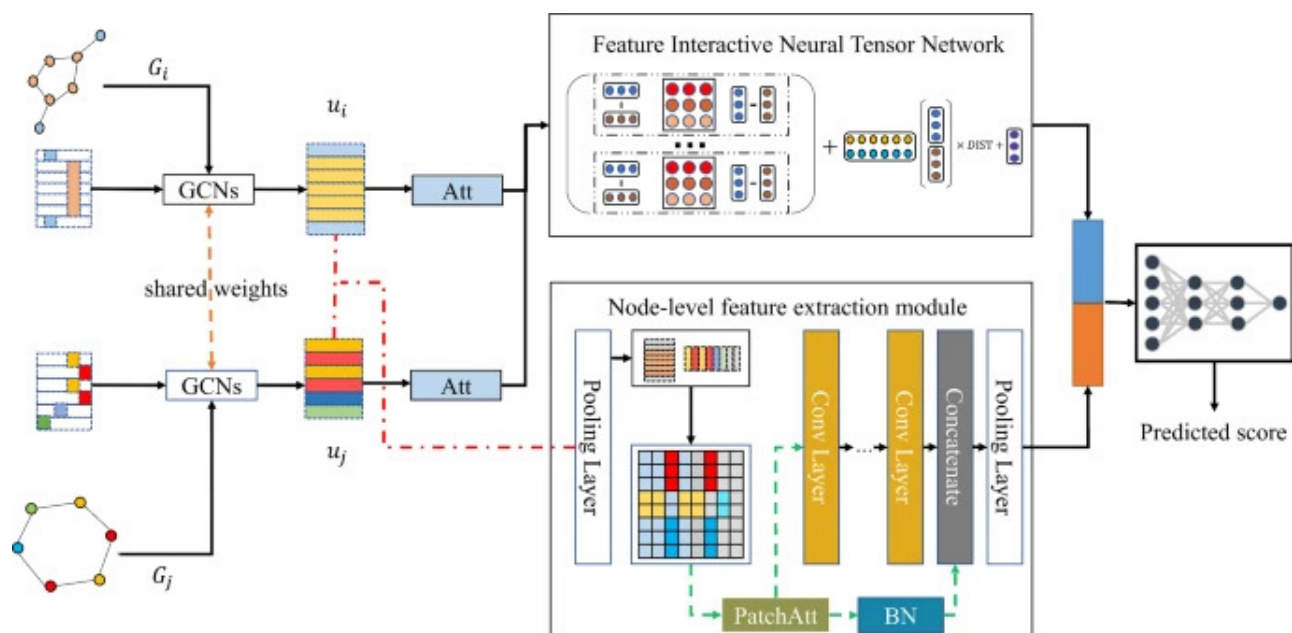 Feature Interactive Neural Tensor Network
G_i
u_i
GCNs
Att
+
× DIST +
shared weights
Node-level feature extraction module
GCNs
Att
u_j
G_j
Pooling Layer
Conv Layer
...
Conv Layer
Concatenate
Pooling Layer
PatchAtt
BN
Predicted score